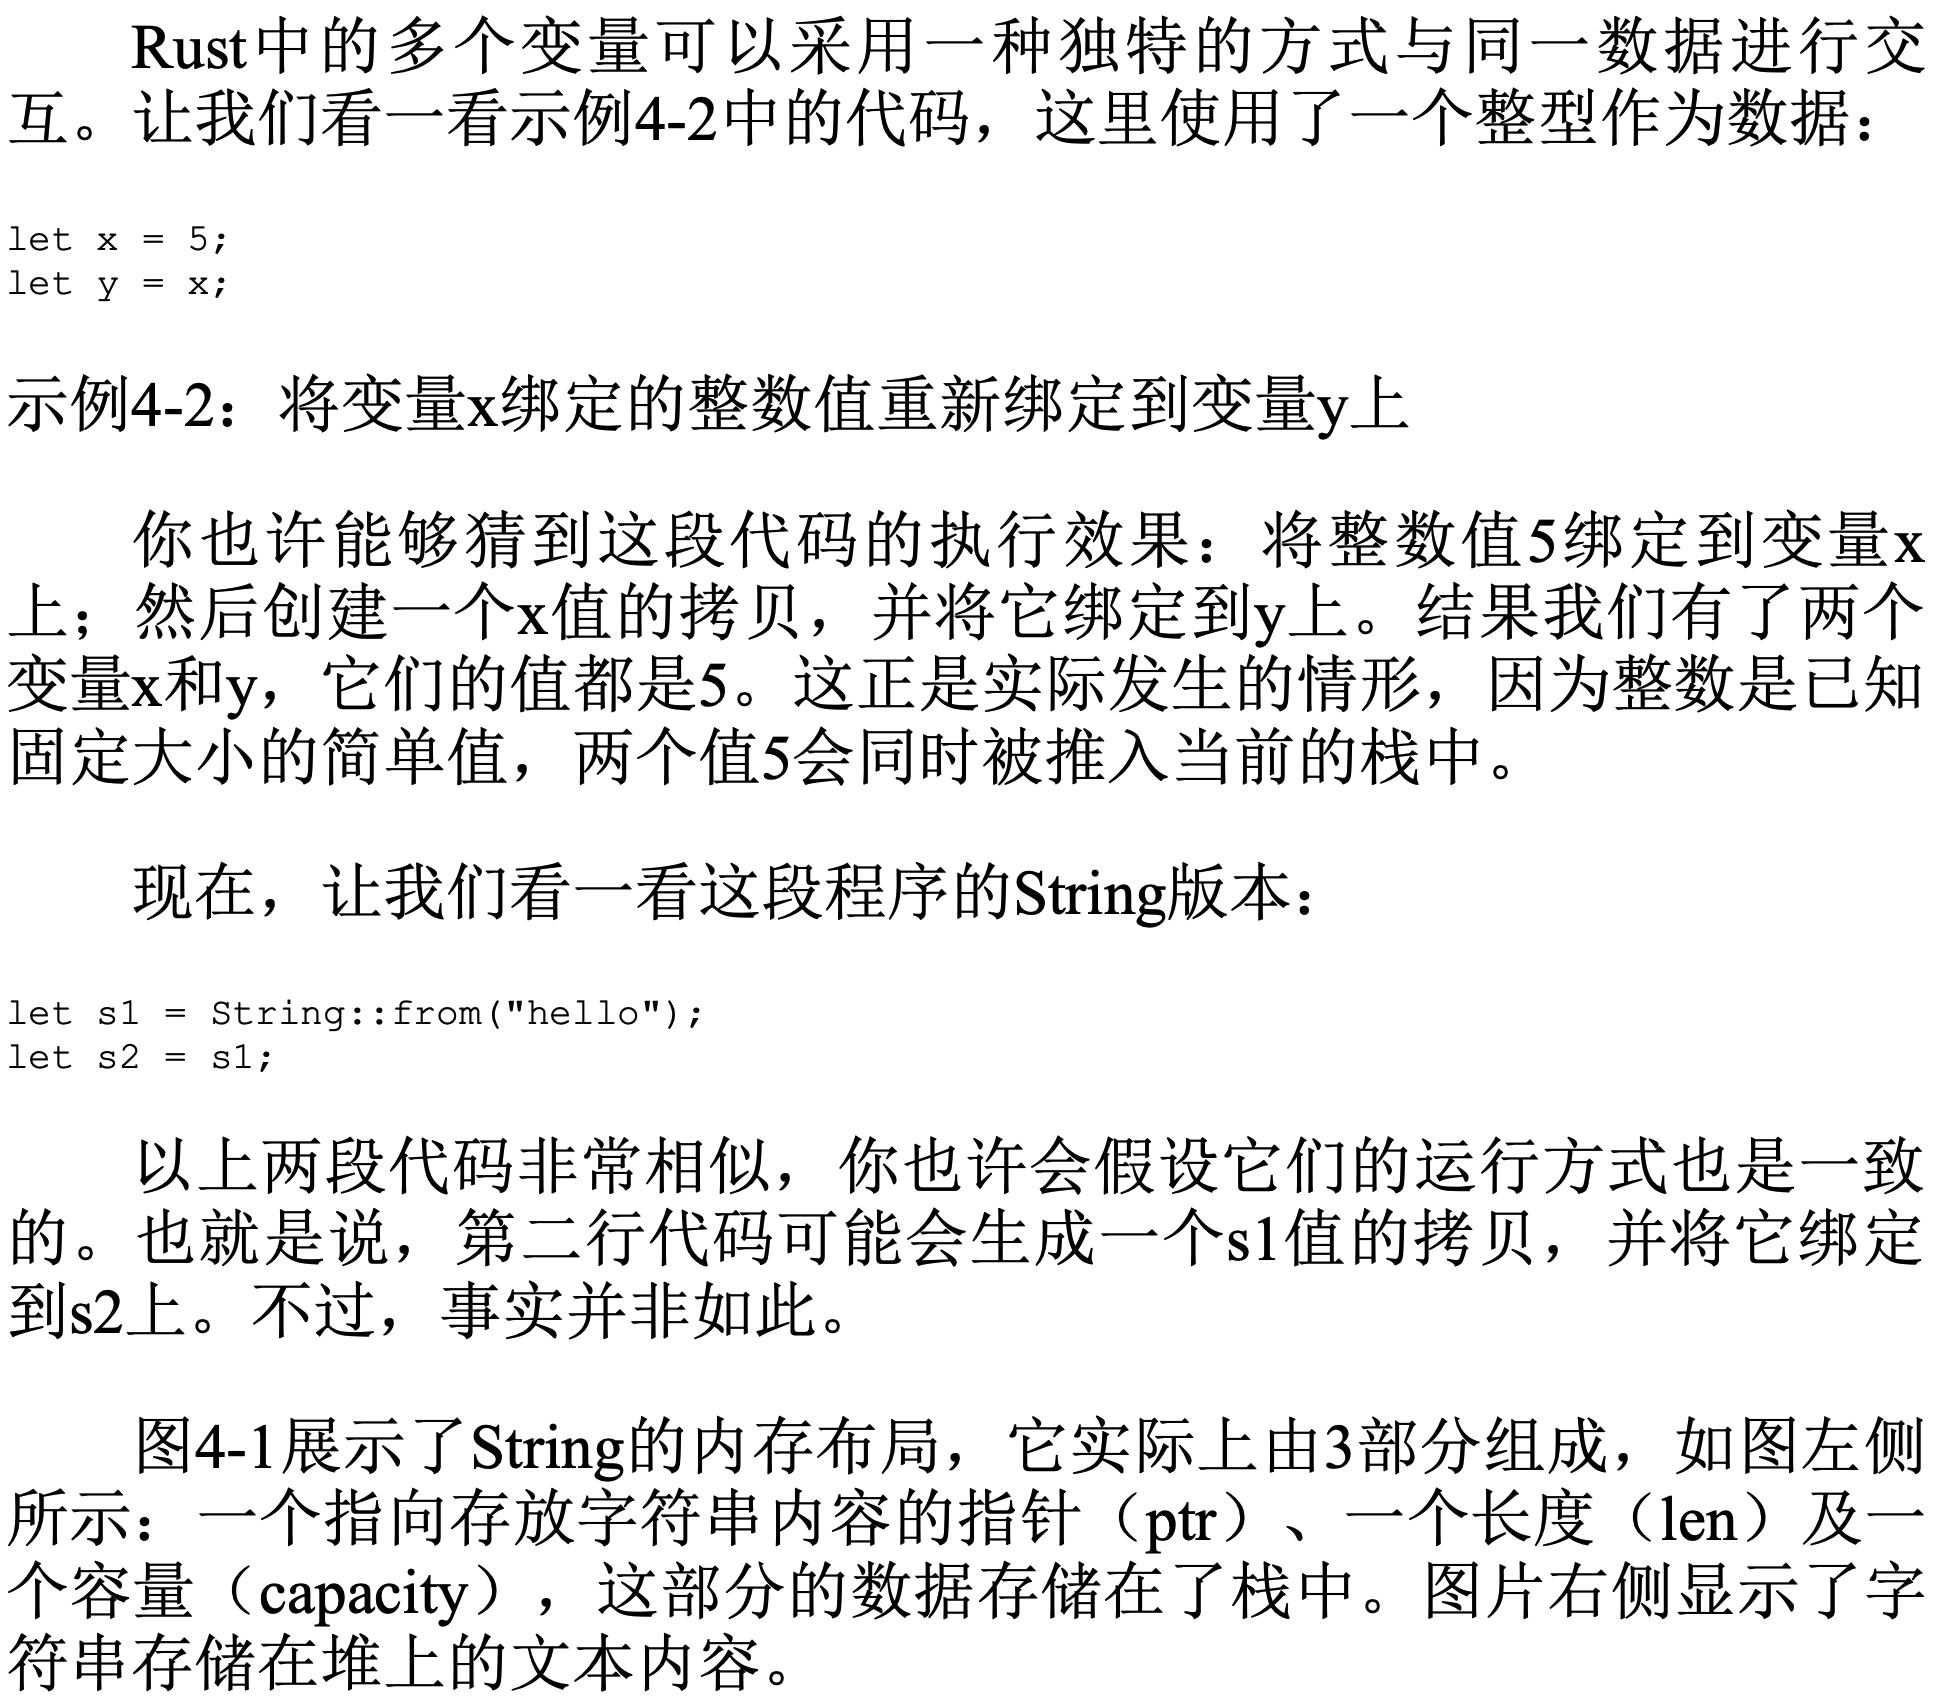 Rust中的多个变量可以采用一种独特的方式与同一数据进行交
互。让我们看一看示例4-2中的代码，这里使用了一个整型作为数据：
let x = 5;
let y = x;
示例4-2：将变量x绑定的整数值重新绑定到变量y上
你也许能够猜到这段代码的执行效果：将整数值5绑定到变量x
上；然后创建一个x值的拷贝，并将它绑定到y上。结果我们有了两个
变量x和y，它们的值都是5。这正是实际发生的情形，因为整数是已知
固定大小的简单值，两个值5会同时被推入当前的栈中。
现在，让我们看一看这段程序的String版本：
let s1 = String::from("hello");
let s2 = s1;
以上两段代码非常相似，你也许会假设它们的运行方式也是一致
的。也就是说，第二行代码可能会生成一个s1值的拷贝，并将它绑定
到s2上。不过，事实并非如此。
图4-1展示了String的内存布局，它实际上由3部分组成，如图左侧
所示：一个指向存放字符串内容的指针（ptr）、一个长度（len）及一
个容量（capacity），这部分的数据存储在了栈中。图片右侧显示了字
符串存储在堆上的文本内容。